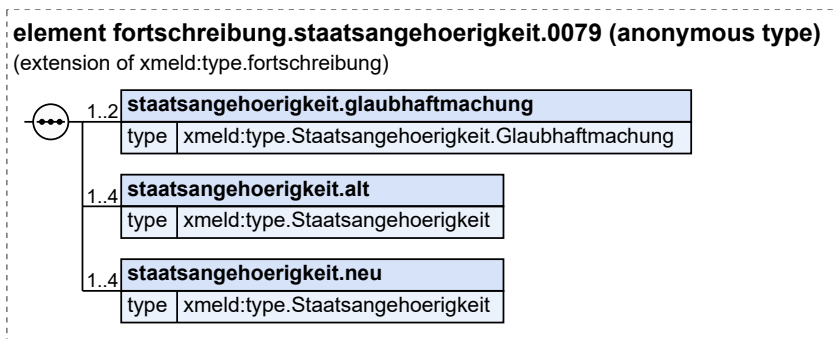 element fortschreibung.staatsangehoerigkeit.0079 (anonymous type)
(extension of xmeld:type.fortschreibung)
1..2 staatsangehoerigkeit.glaubhaftmachung
type xmeld:type.Staatsangehoerigkeit.Glaubhaftmachung
1..4 staatsangehoerigkeit.alt
type xmeld:type.Staatsangehoerigkeit
1..4 staatsangehoerigkeit.neu
type xmeld:type.Staatsangehoerigkeit